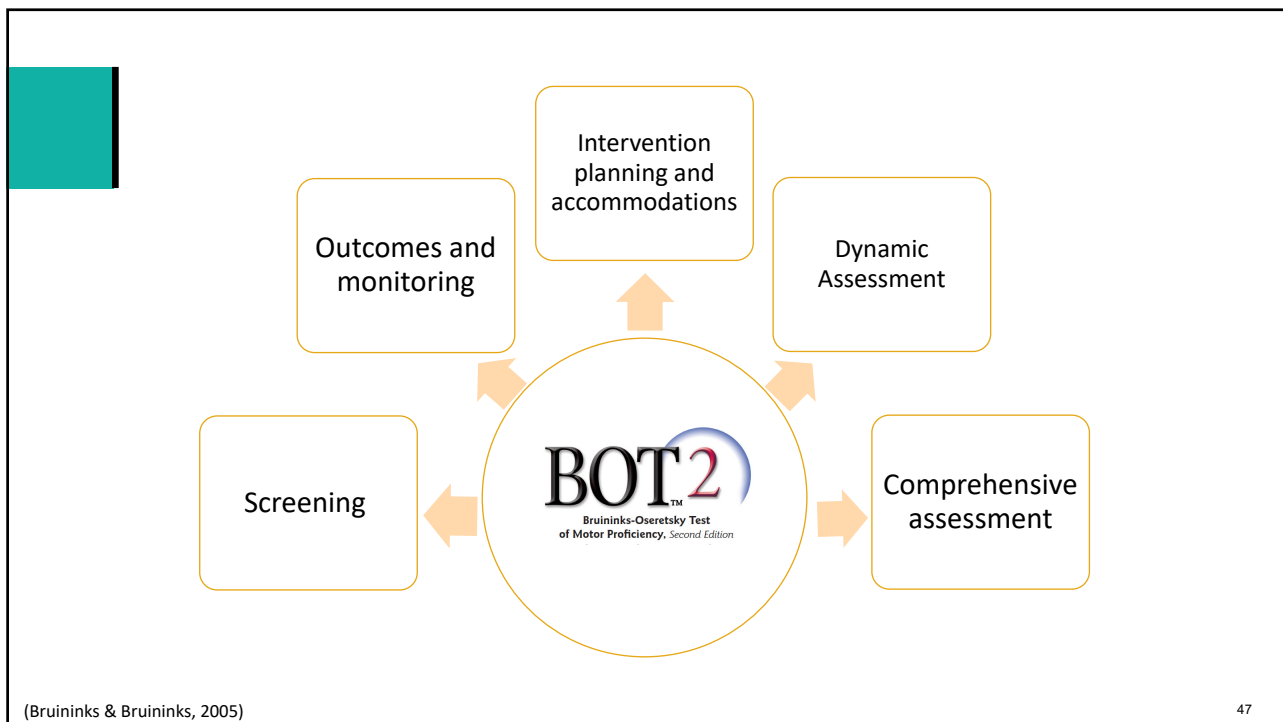 Intervention
planning and
accommodations
Outcomes and
monitoring
Dynamic
Assessment
Screening
BOT™2
Bruininks-Oseretsky Test
of Motor Proficiency, Second Edition
Comprehensive
assessment
(Bruininks & Bruininks, 2005)
47